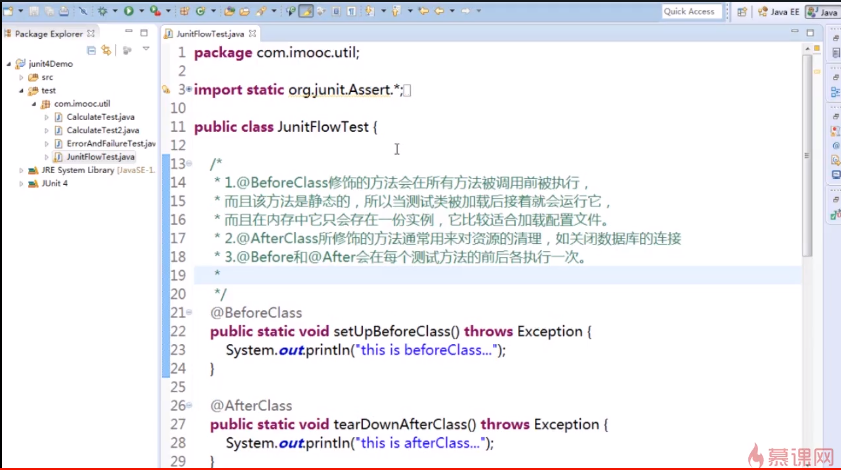 Quick Access
Java EE
Java
Package Explorer
junit4Demo
src
test
com.imooc.util
CalculateTest.java
CalculateTest2.java
ErrorAndFailureTest.jav
JunitFlowTest.java
JRE System Library [JavaSE-1.
JUnit 4
JunitFlowTest.java
1 package com.imooc.util;
2
3 import static org.junit.Assert.*;
10
11 public class JunitFlowTest {
12
13 /*
14 * 1.@BeforeClass修饰的方法会在所有方法被调用前被执行，
15 * 而且该方法是静态的，所以当测试类被加载后接着就会运行它，
16 * 而且在内存中它只会存在一份实例，它比较适合加载配置文件。
17 * 2.@AfterClass所修饰的方法通常用来对资源的清理，如关闭数据库的连接
18 * 3.@Before和@After会在每个测试方法的前后各执行一次。
19 *
20 */
21 @BeforeClass
22 public static void setUpBeforeClass() throws Exception {
23 System.out.println("this is beforeClass...");
24 }
25
26 @AfterClass
27 public static void tearDownAfterClass() throws Exception {
28 System.out.println("this is afterClass...");
29 }
慕课网